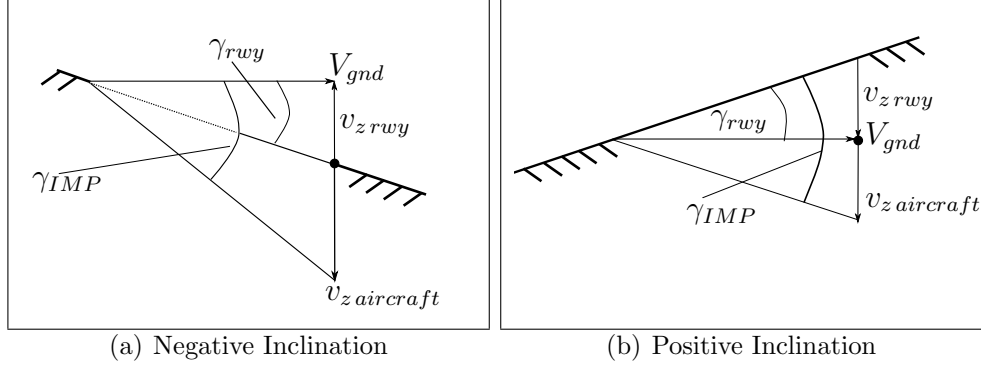 γrwy
Vgnd
vz rwy
γIMP
vz aircraft
(a) Negative Inclination
γrwy
vz rwy
Vgnd
γIMP
vz aircraft
(b) Positive Inclination